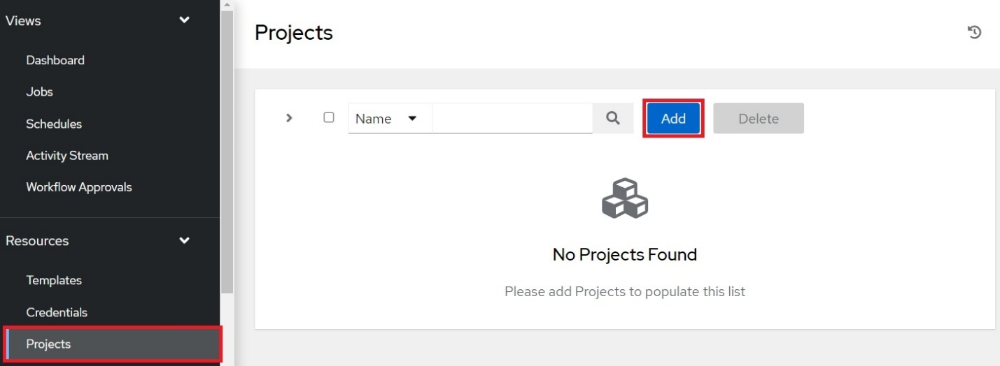 Views
Dashboard
Jobs
Schedules
Activity Stream
Workflow Approvals
Resources
Templates
Credentials
Projects
Projects
Name
Add
Delete
No Projects Found
Please add Projects to populate this list